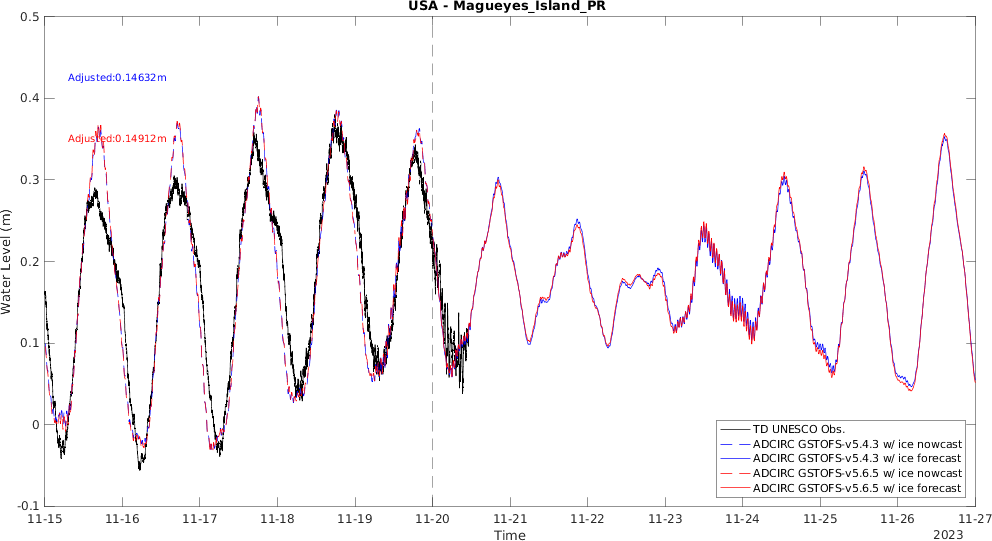 USA - Magueyes_Island_PR
0.5
0.4
0.3
0.2
0.1
0
-0.1
Water Level (m)
Adjusted:0.14632m
Adjusted:0.14912m
TD UNESCO Obs.
ADCIRC GSTOFS-v5.4.3 w/ ice nowcast
ADCIRC GSTOFS-v5.4.3 w/ ice forecast
ADCIRC GSTOFS-v5.6.5 w/ ice nowcast
ADCIRC GSTOFS-v5.6.5 w/ ice forecast
11-15 11-16 11-17 11-18 11-19 11-20 11-21 11-22 11-23 11-24 11-25 11-26 11-27
Time
2023